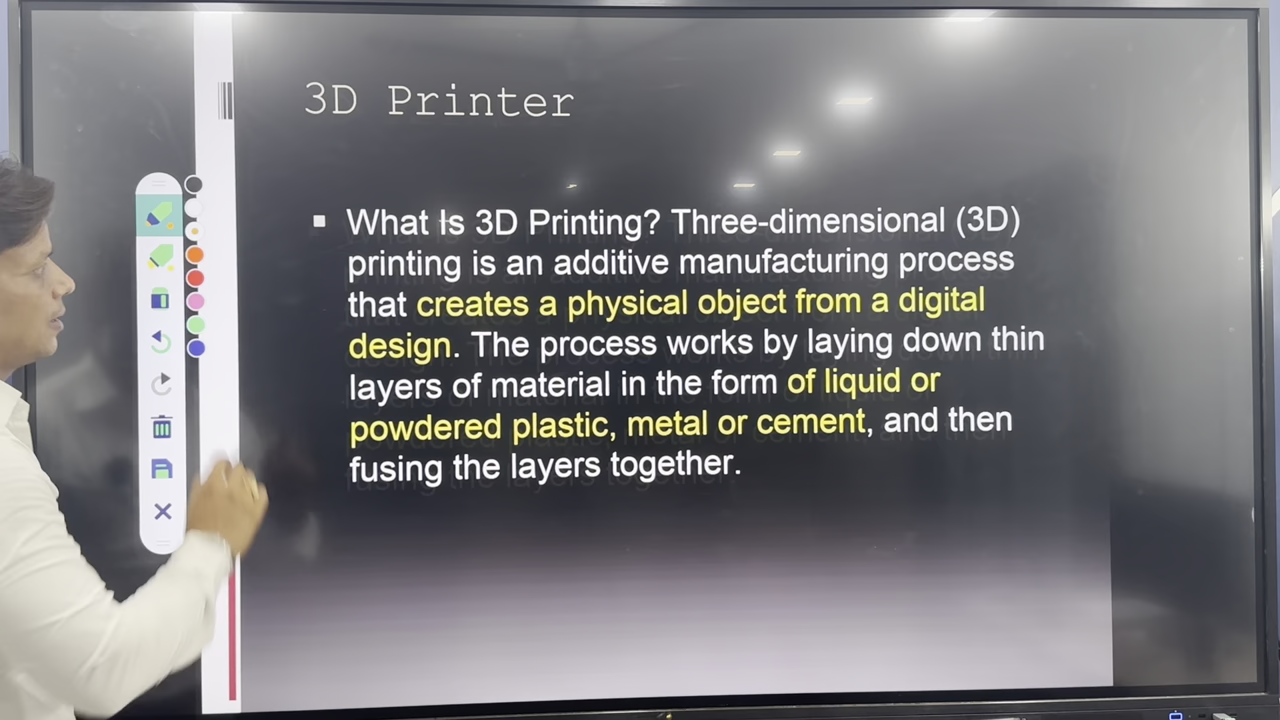 3D Printer
What Is 3D Printing? Three-dimensional (3D)
printing is an additive manufacturing process
that creates a physical object from a digital
design. The process works by laying down thin
layers of material in the form of liquid or
powdered plastic, metal or cement, and then
fusing the layers together.